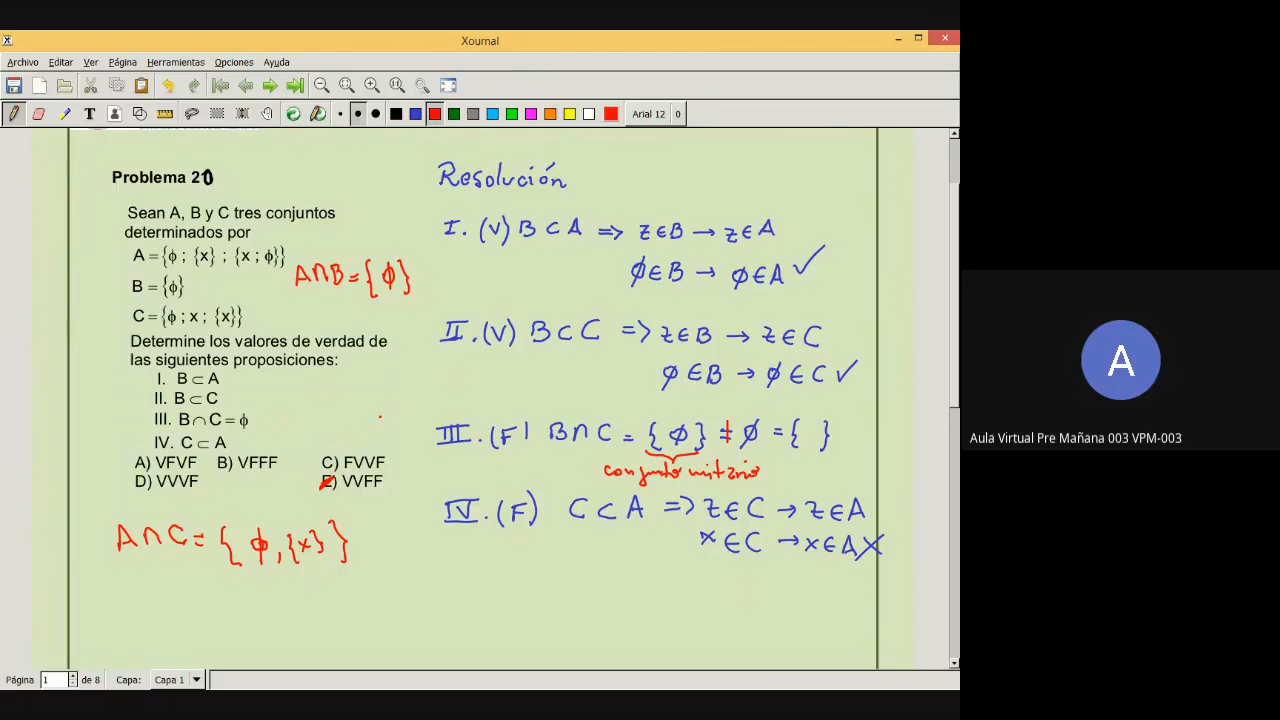 Xournal
Archivo Editar Ver Página Herramientas Opciones Ayuda
Arial 12 0
Problema 20
Sean A, B y C tres conjuntos
determinados por
A = {ϕ ; {x} ; {x ; ϕ}}
B = {ϕ}
C = {ϕ ; x ; {x}}
Determine los valores de verdad de
las siguientes proposiciones:
I. B ⊂ A
II. B ⊂ C
III. B ∩ C = ϕ
IV. C ⊂ A
A) VFVF B) VFFF C) FVVF
D) VVVF E) VVFF
A∩B = {ϕ}
A∩C = {ϕ, {x}}
Resolución
I. (V) B ⊂ A ⇒ z∈B → z∈A
ϕ∈B → ϕ∈A ✓
II. (V) B ⊂ C ⇒ z∈B → z∈C
ϕ∈B → ϕ∈C ✓
III. (F) B∩C = {ϕ} ≠ ϕ = { }
conjunto unitario
IV. (F) C ⊂ A ⇒ z∈C → z∈A
x∈C → x∈A X
A
Aula Virtual Pre Mañana 003 VPM-003
Página 1 de 8 Capa: Capa 1